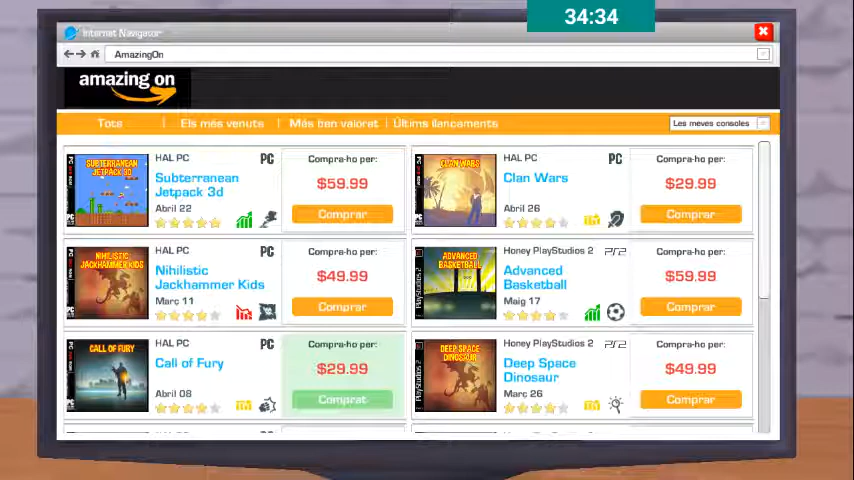 34:34
Internet Navigator
AmazingOn
amazing on
Tots
Els més venuts
Més ben valorat
Últims llançaments
Les meves consoles
SUBTERRANEAN
JETPACK 3D
HAL PC
PC
Subterranean
Jetpack 3d
Abril 22
Compra-ho per:
$59.99
Comprar
CLAN WARS
HAL PC
PC
Clan Wars
Abril 26
Compra-ho per:
$29.99
Comprar
NIHILISTIC
JACKHAMMER KIDS
HAL PC
PC
Nihilistic
Jackhammer Kids
Març 11
Compra-ho per:
$49.99
Comprar
PlayStudios 2
ADVANCED
BASKETBALL
Honey PlayStudios 2
PS2
Advanced
Basketball
Maig 17
Compra-ho per:
$59.99
Comprar
CALL OF FURY
HAL PC
PC
Call of Fury
Abril 08
Compra-ho per:
$29.99
Comprat
PlayStudios 2
DEEP SPACE
DINOSAUR
Honey PlayStudios 2
PS2
Deep Space
Dinosaur
Març 26
Compra-ho per:
$49.99
Comprar